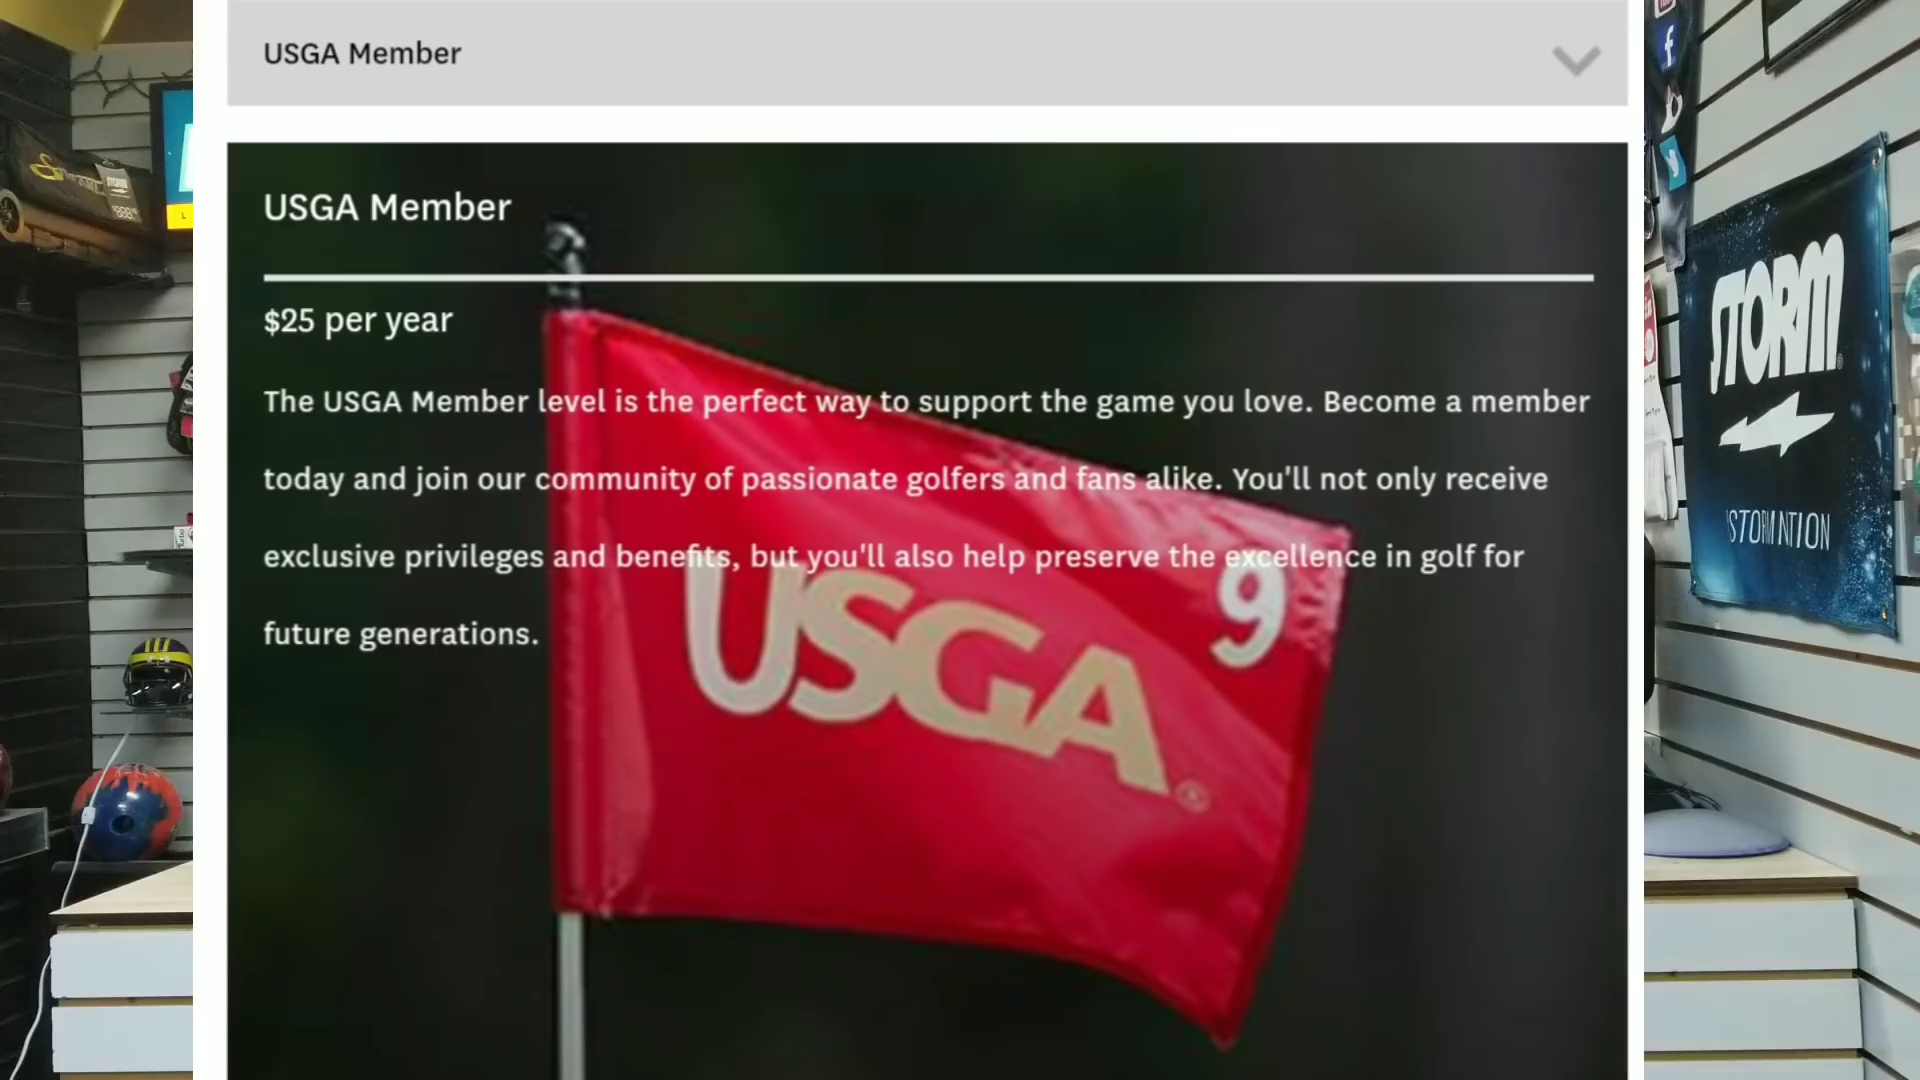 USGA Member
USGA Member
$25 per year
The USGA Member level is the perfect way to support the game you love. Become a member
today and join our community of passionate golfers and fans alike. You'll not only receive
exclusive privileges and benefits, but you'll also help preserve the excellence in golf for
future generations.
9
USGA®
STORM
STORM NTION
STORM
Turbo